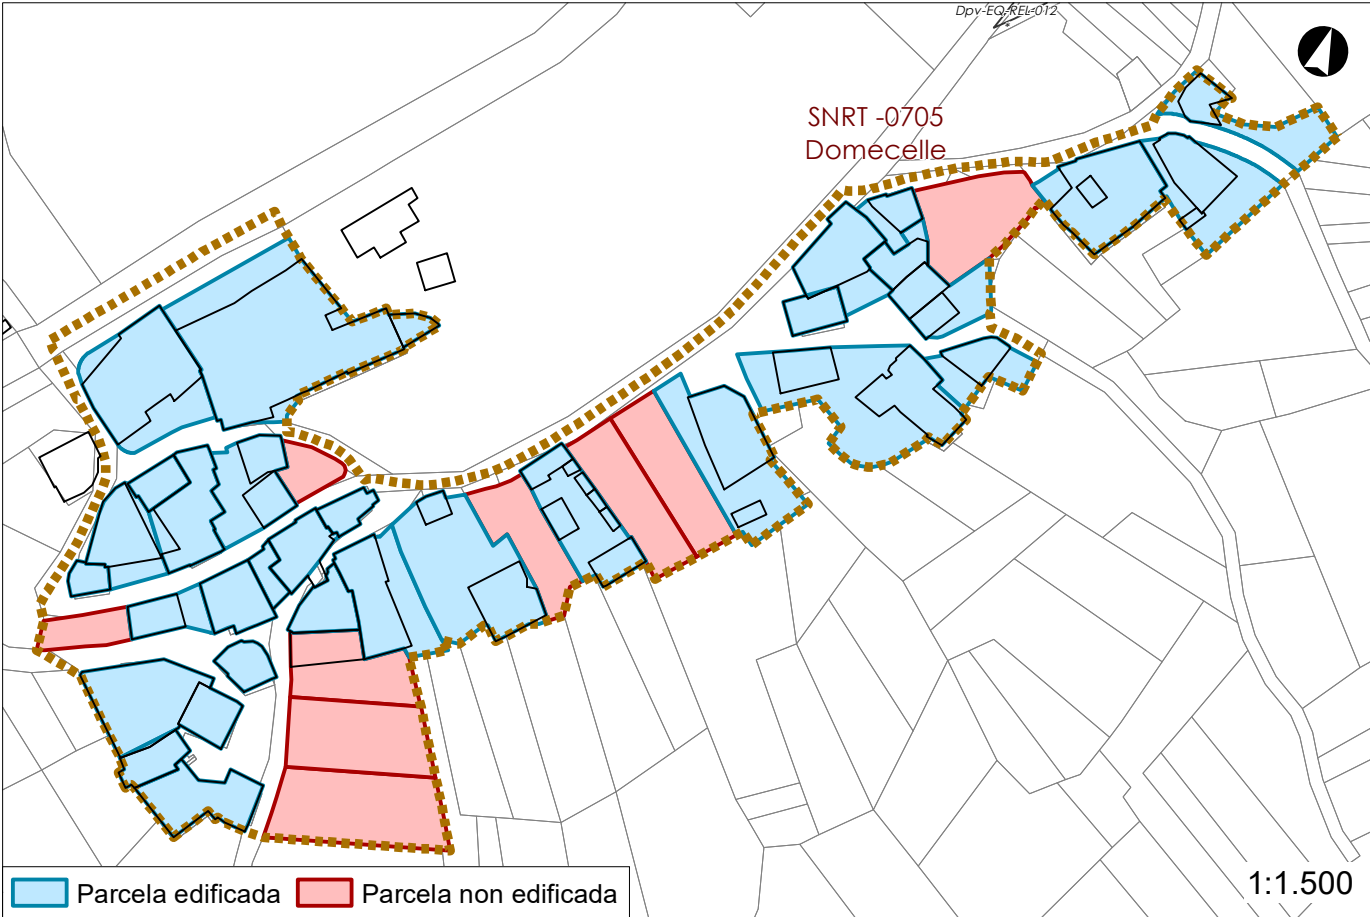 Dpv-EQ-REL-012
SNRT -0705
Domecelle
Parcela edificada
Parcela non edificada
1:1.500